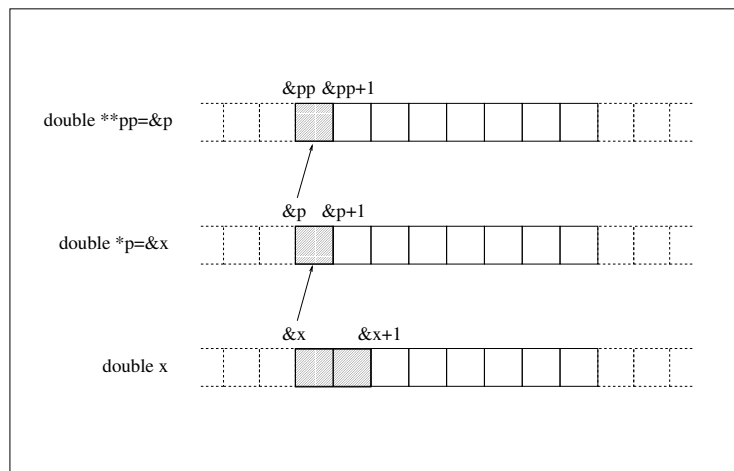 &pp &pp+1
double **pp=&p
&p &p+1
double *p=&x
&x &x+1
double x